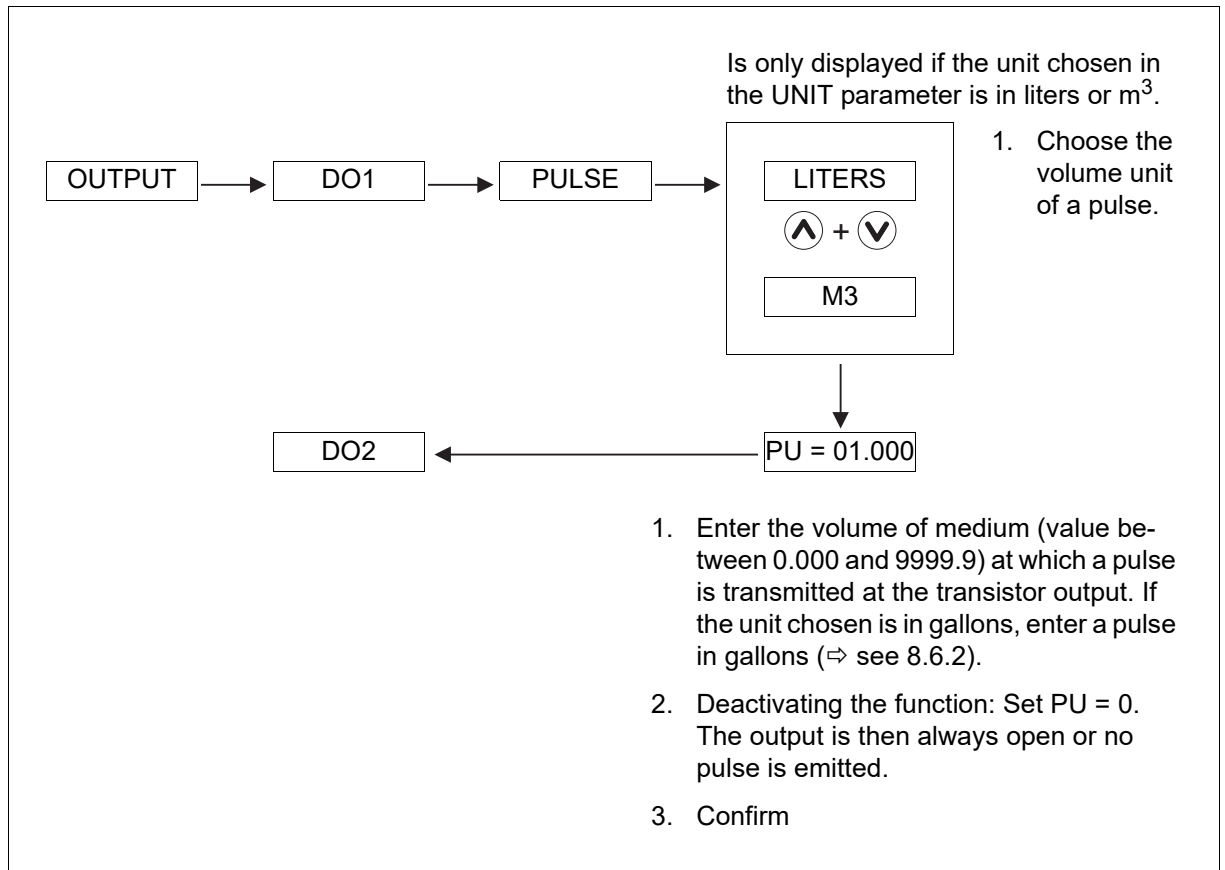 Is only displayed if the unit chosen in
the UNIT parameter is in liters or m³.
OUTPUT
DO1
PULSE
LITERS
+
M3
1. Choose the
volume unit
of a pulse.
DO2
PU = 01.000
1. Enter the volume of medium (value be-
tween 0.000 and 9999.9) at which a pulse
is transmitted at the transistor output. If
the unit chosen is in gallons, enter a pulse
in gallons (⇨ see 8.6.2).
2. Deactivating the function: Set PU = 0.
The output is then always open or no
pulse is emitted.
3. Confirm